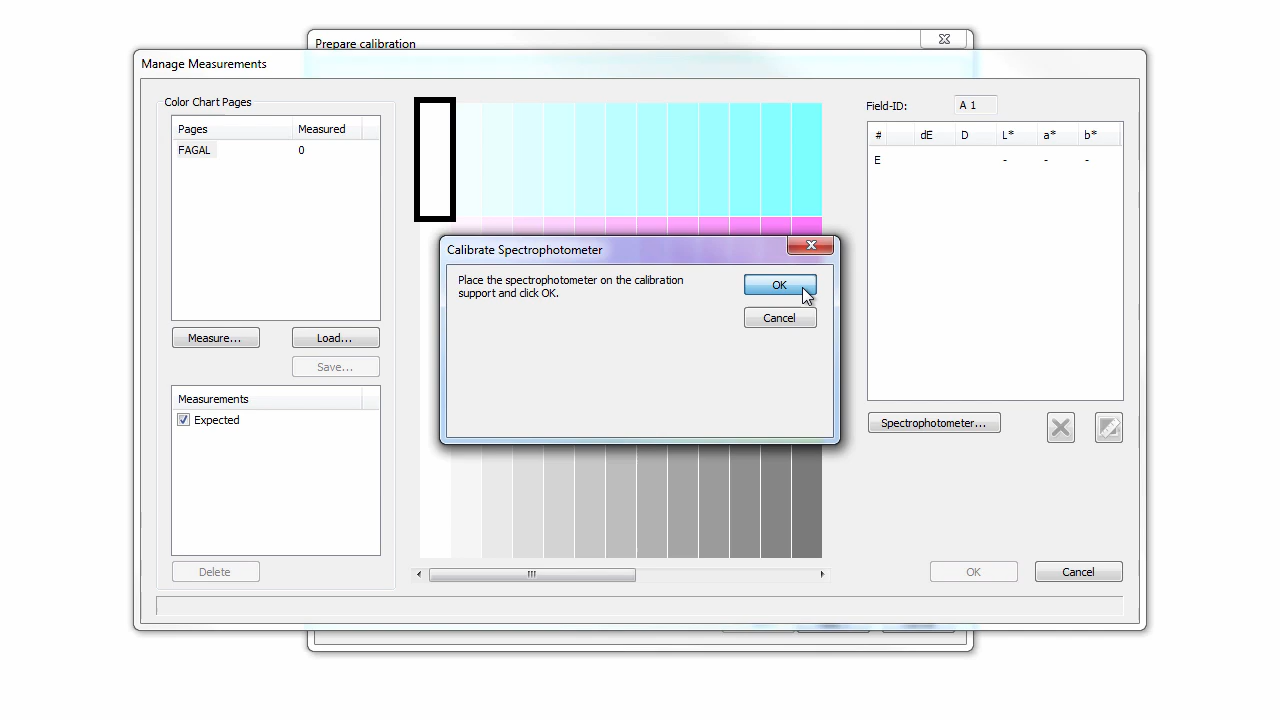 Prepare calibration
Manage Measurements
Color Chart Pages
Pages Measured
FAGAL 0
Measure... Load...
Save...
Measurements
Expected
Delete
Calibrate Spectrophotometer
Place the spectrophotometer on the calibration
support and click OK.
OK
Cancel
Field-ID: A 1
# dE D L* a* b*
E - - -
Spectrophotometer...
OK Cancel